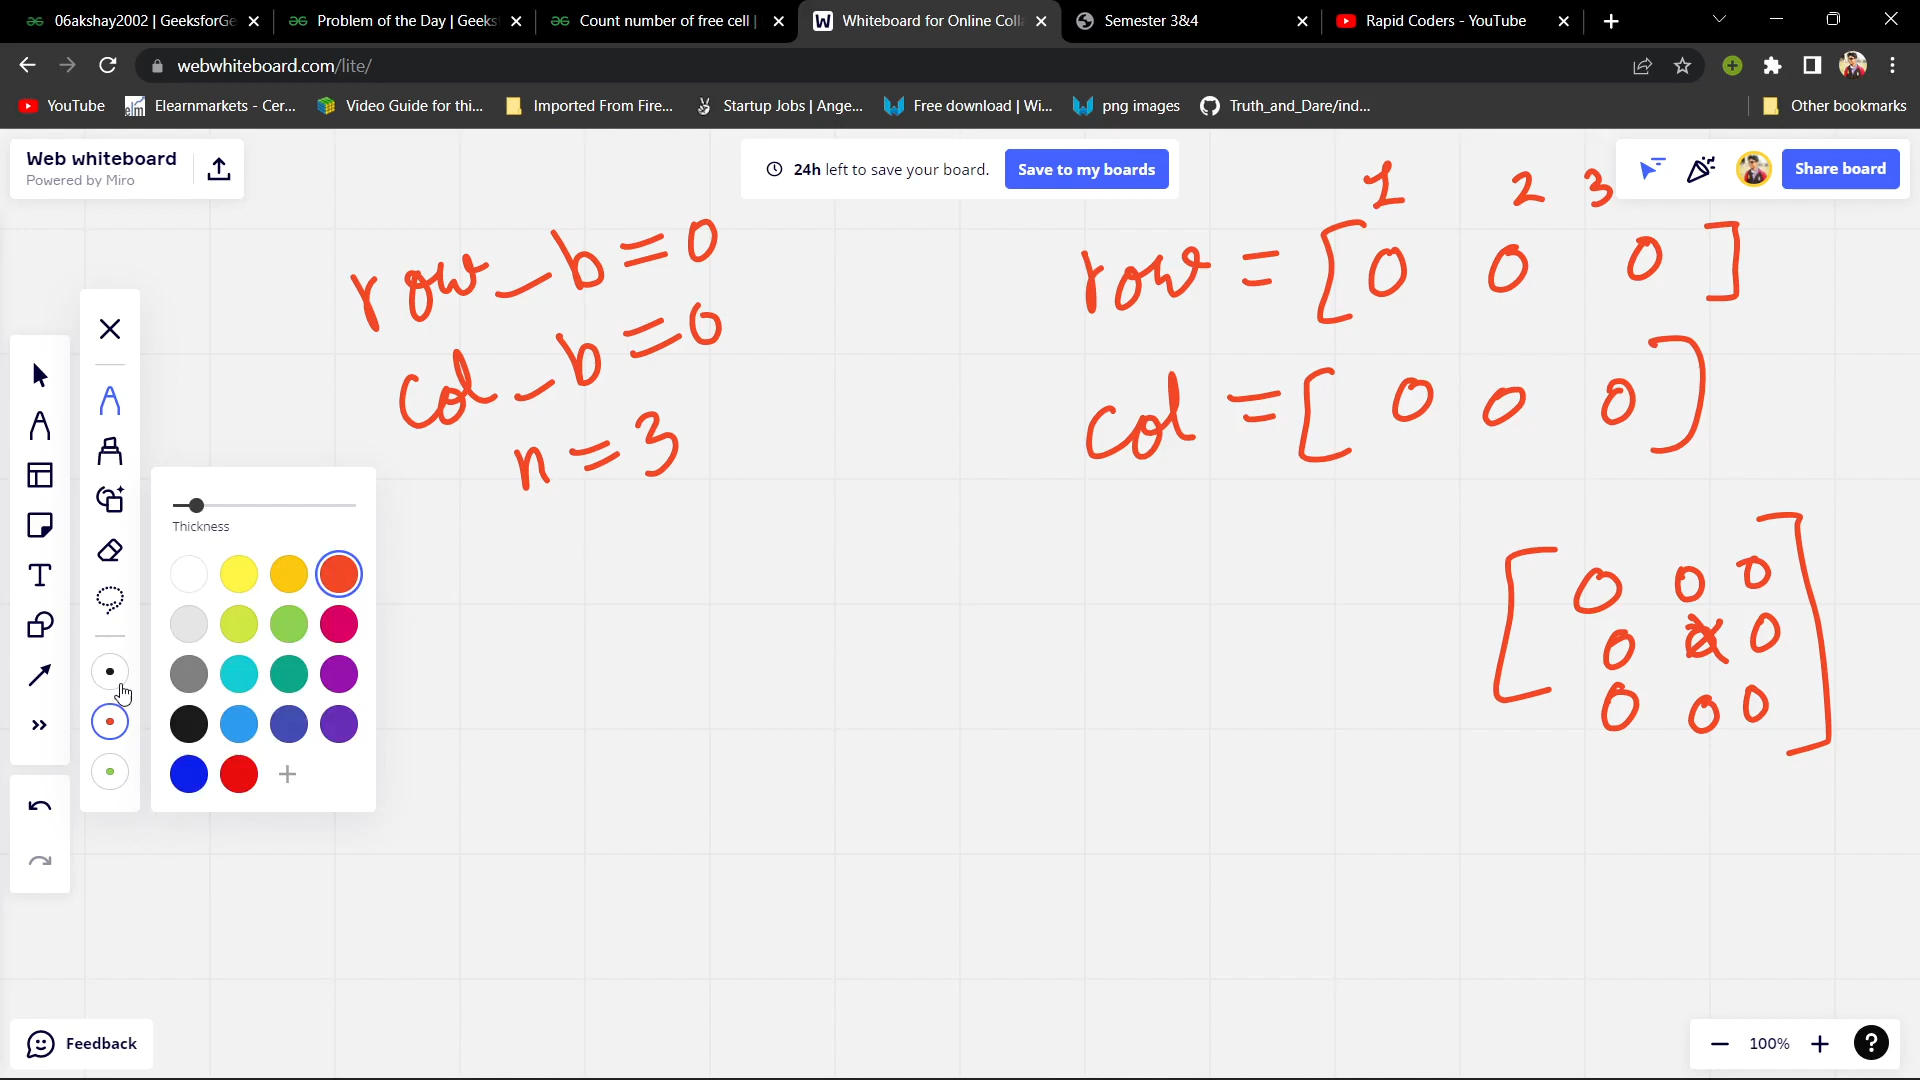 06akshay2002 | GeeksforGe
Problem of the Day | Geeks
Count number of free cell |
Whiteboard for Online Colla
Semester 3&4
Rapid Coders - YouTube
webwhiteboard.com/lite/
YouTube
Elearnmarkets - Cer...
Video Guide for thi...
Imported From Fire...
Startup Jobs | Ange...
Free download | Wi...
png images
Truth_and_Dare/ind...
Other bookmarks
Web whiteboard
Powered by Miro
24h left to save your board.
Save to my boards
Share board
1 2 3
row_b=0
row = [0 0 0]
col_b=0
col = [0 0 0]
n=3
Thickness
0 0 0
0 0
0 0 0
Feedback
100%